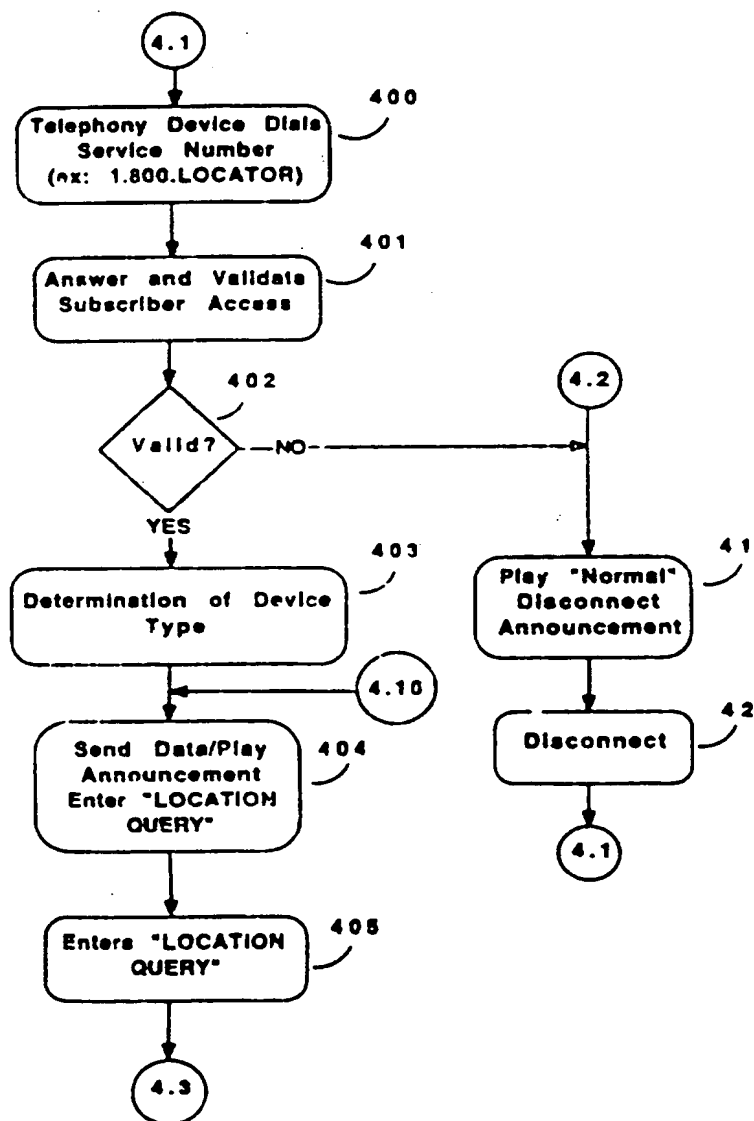 4.1
400
Telephony Device Dials
Service Number
(ex: 1.800.LOCATOR)
401
Answer and Validate
Subscriber Access
402
Valid?
NO
4.2
YES
403
Determination of Device
Type
41
Play "Normal"
Disconnect
Announcement
4.10
404
Send Data/Play
Announcement
Enter "LOCATION
QUERY"
42
Disconnect
4.1
405
Enters "LOCATION
QUERY"
4.3